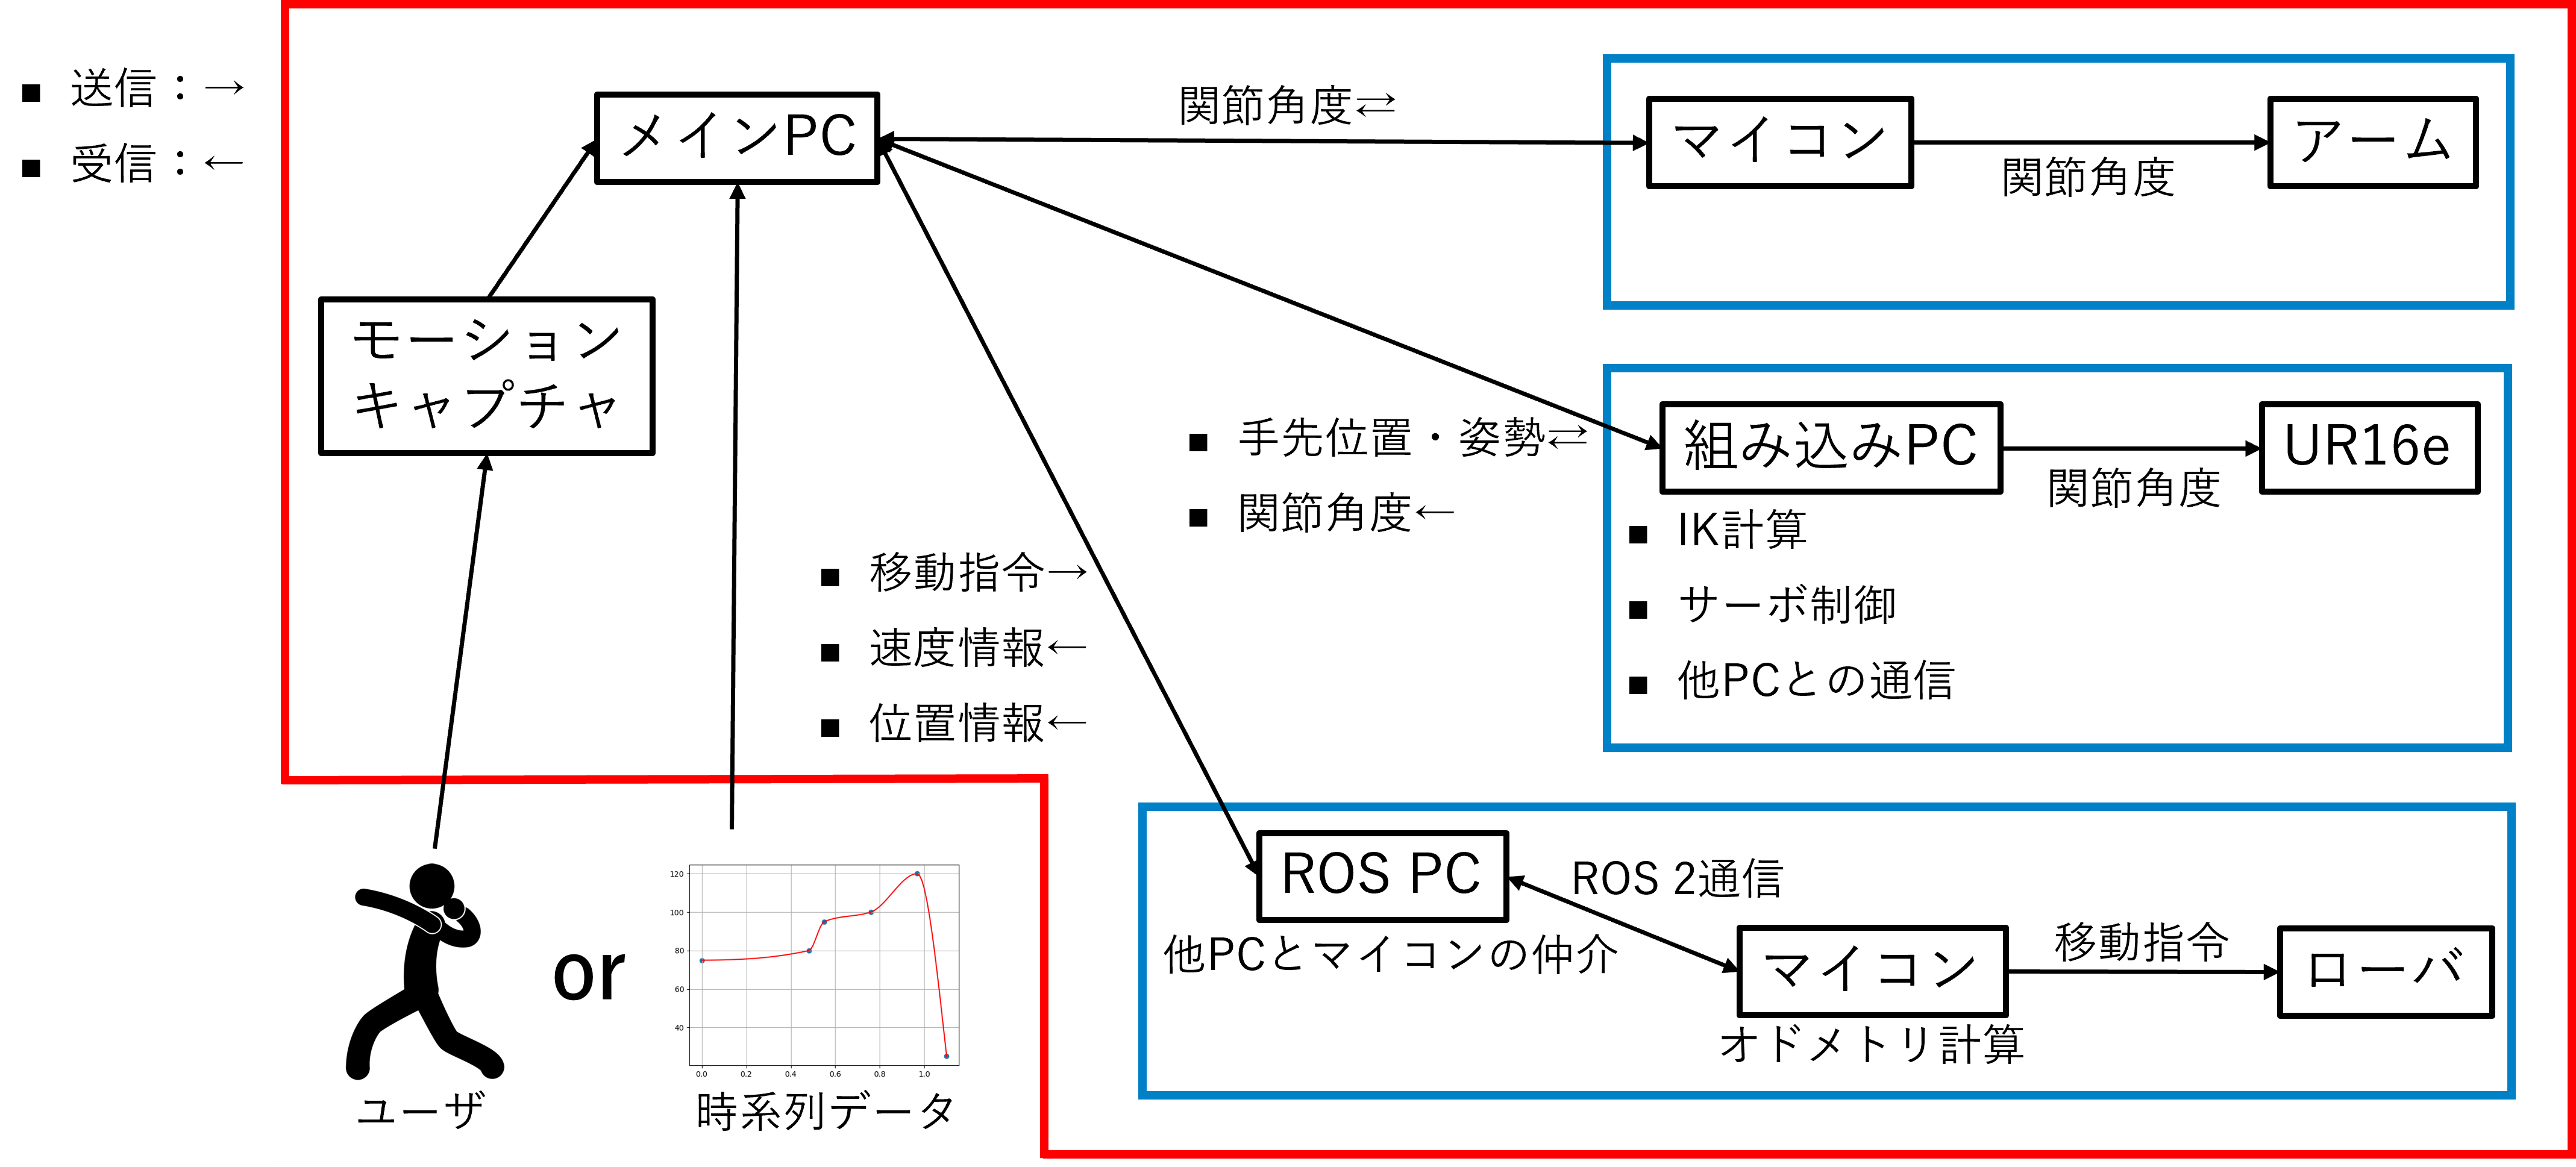 ■ 送信：→
■ 受信：←
メインPC
関節角度⇄
マイコン
関節角度
アーム
モーション
キャプチャ
■ 手先位置・姿勢⇄
■ 関節角度←
組み込みPC
関節角度
UR16e
■ IK計算
■ サーボ制御
■ 他PCとの通信
■ 移動指令→
■ 速度情報←
■ 位置情報←
ROS PC
ROS 2通信
他PCとマイコンの仲介
マイコン
移動指令
ローバ
オドメトリ計算
or
120
100
80
60
40
0.0 0.2 0.4 0.6 0.8 1.0
ユーザ
時系列データ